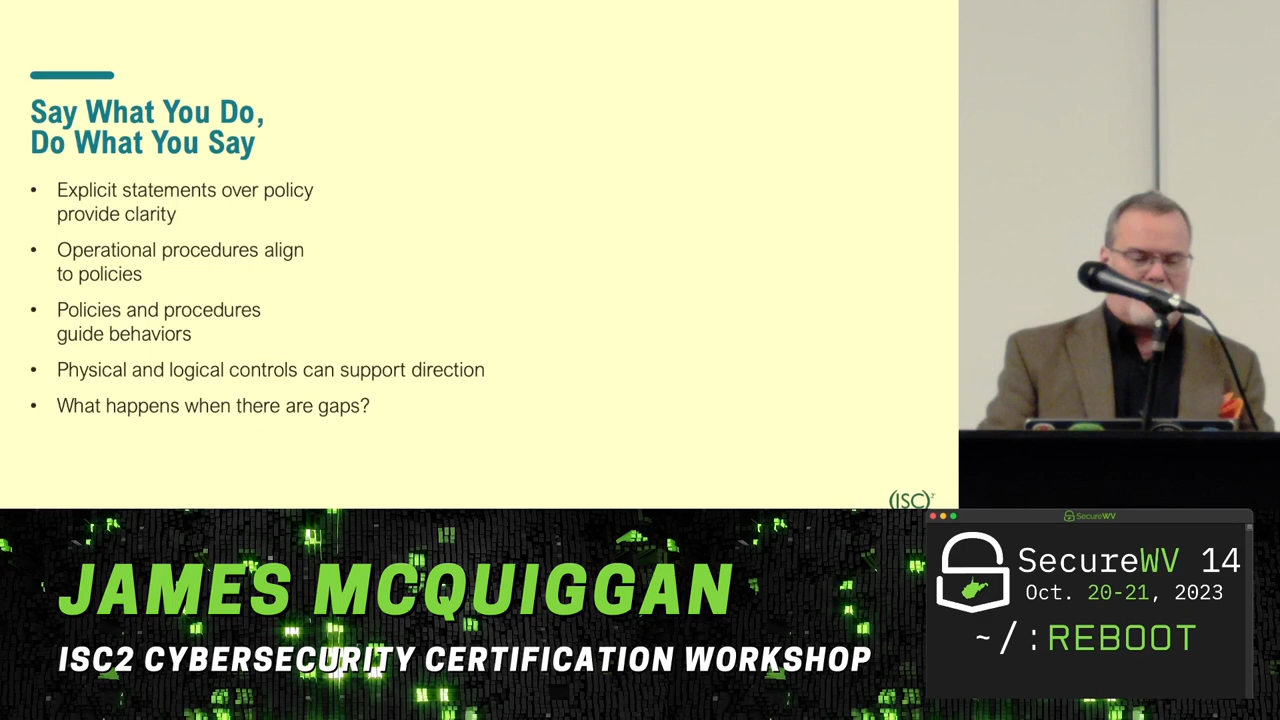 Say What You Do,
Do What You Say
• Explicit statements over policy
provide clarity
• Operational procedures align
to policies
• Policies and procedures
guide behaviors
• Physical and logical controls can support direction
• What happens when there are gaps?
(ISC)²
JAMES MCQUIGGAN
ISC2 CYBERSECURITY CERTIFICATION WORKSHOP
SecureWV
SecureWV 14
Oct. 20-21, 2023
~/:REBOOT